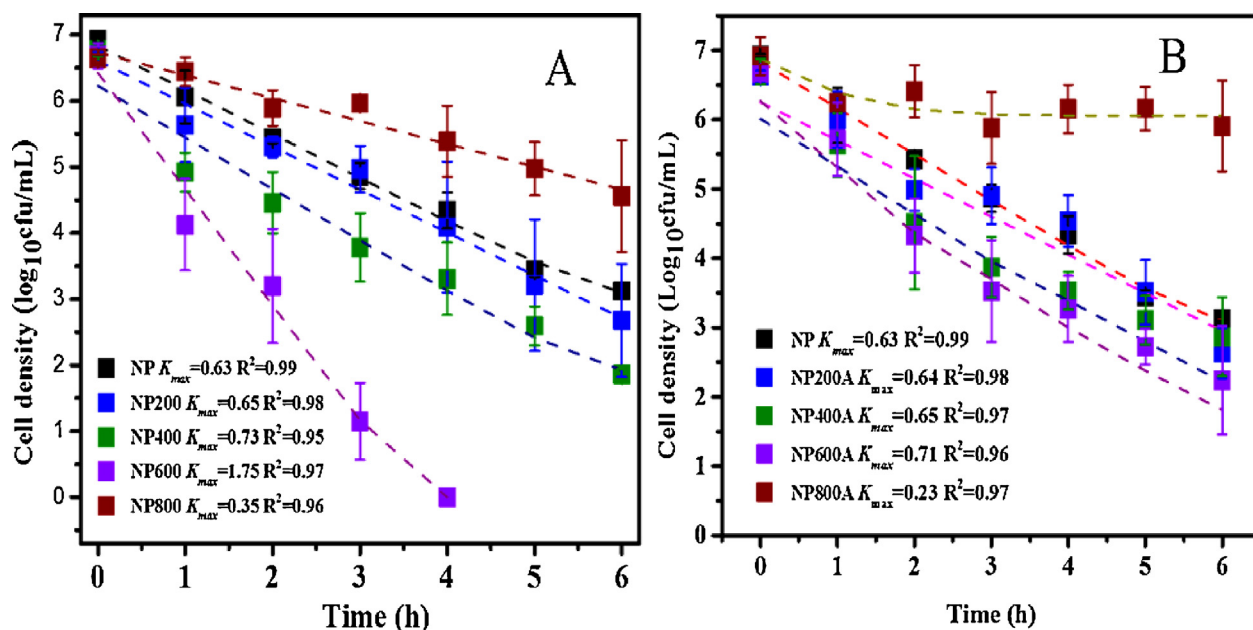 A
Cell density (log10cfu/mL)
7
6
5
4
3
2
1
0
NP Kmax=0.63 R2=0.99
NP200 Kmax=0.65 R2=0.98
NP400 Kmax=0.73 R2=0.95
NP600 Kmax=1.75 R2=0.97
NP800 Kmax=0.35 R2=0.96
0 1 2 3 4 5 6
Time (h)
B
Cell density (Log10cfu/mL)
7
6
5
4
3
2
1
0
NP Kmax=0.63 R2=0.99
NP200A Kmax=0.64 R2=0.98
NP400A Kmax=0.65 R2=0.97
NP600A Kmax=0.71 R2=0.96
NP800A Kmax=0.23 R2=0.97
0 1 2 3 4 5 6
Time (h)